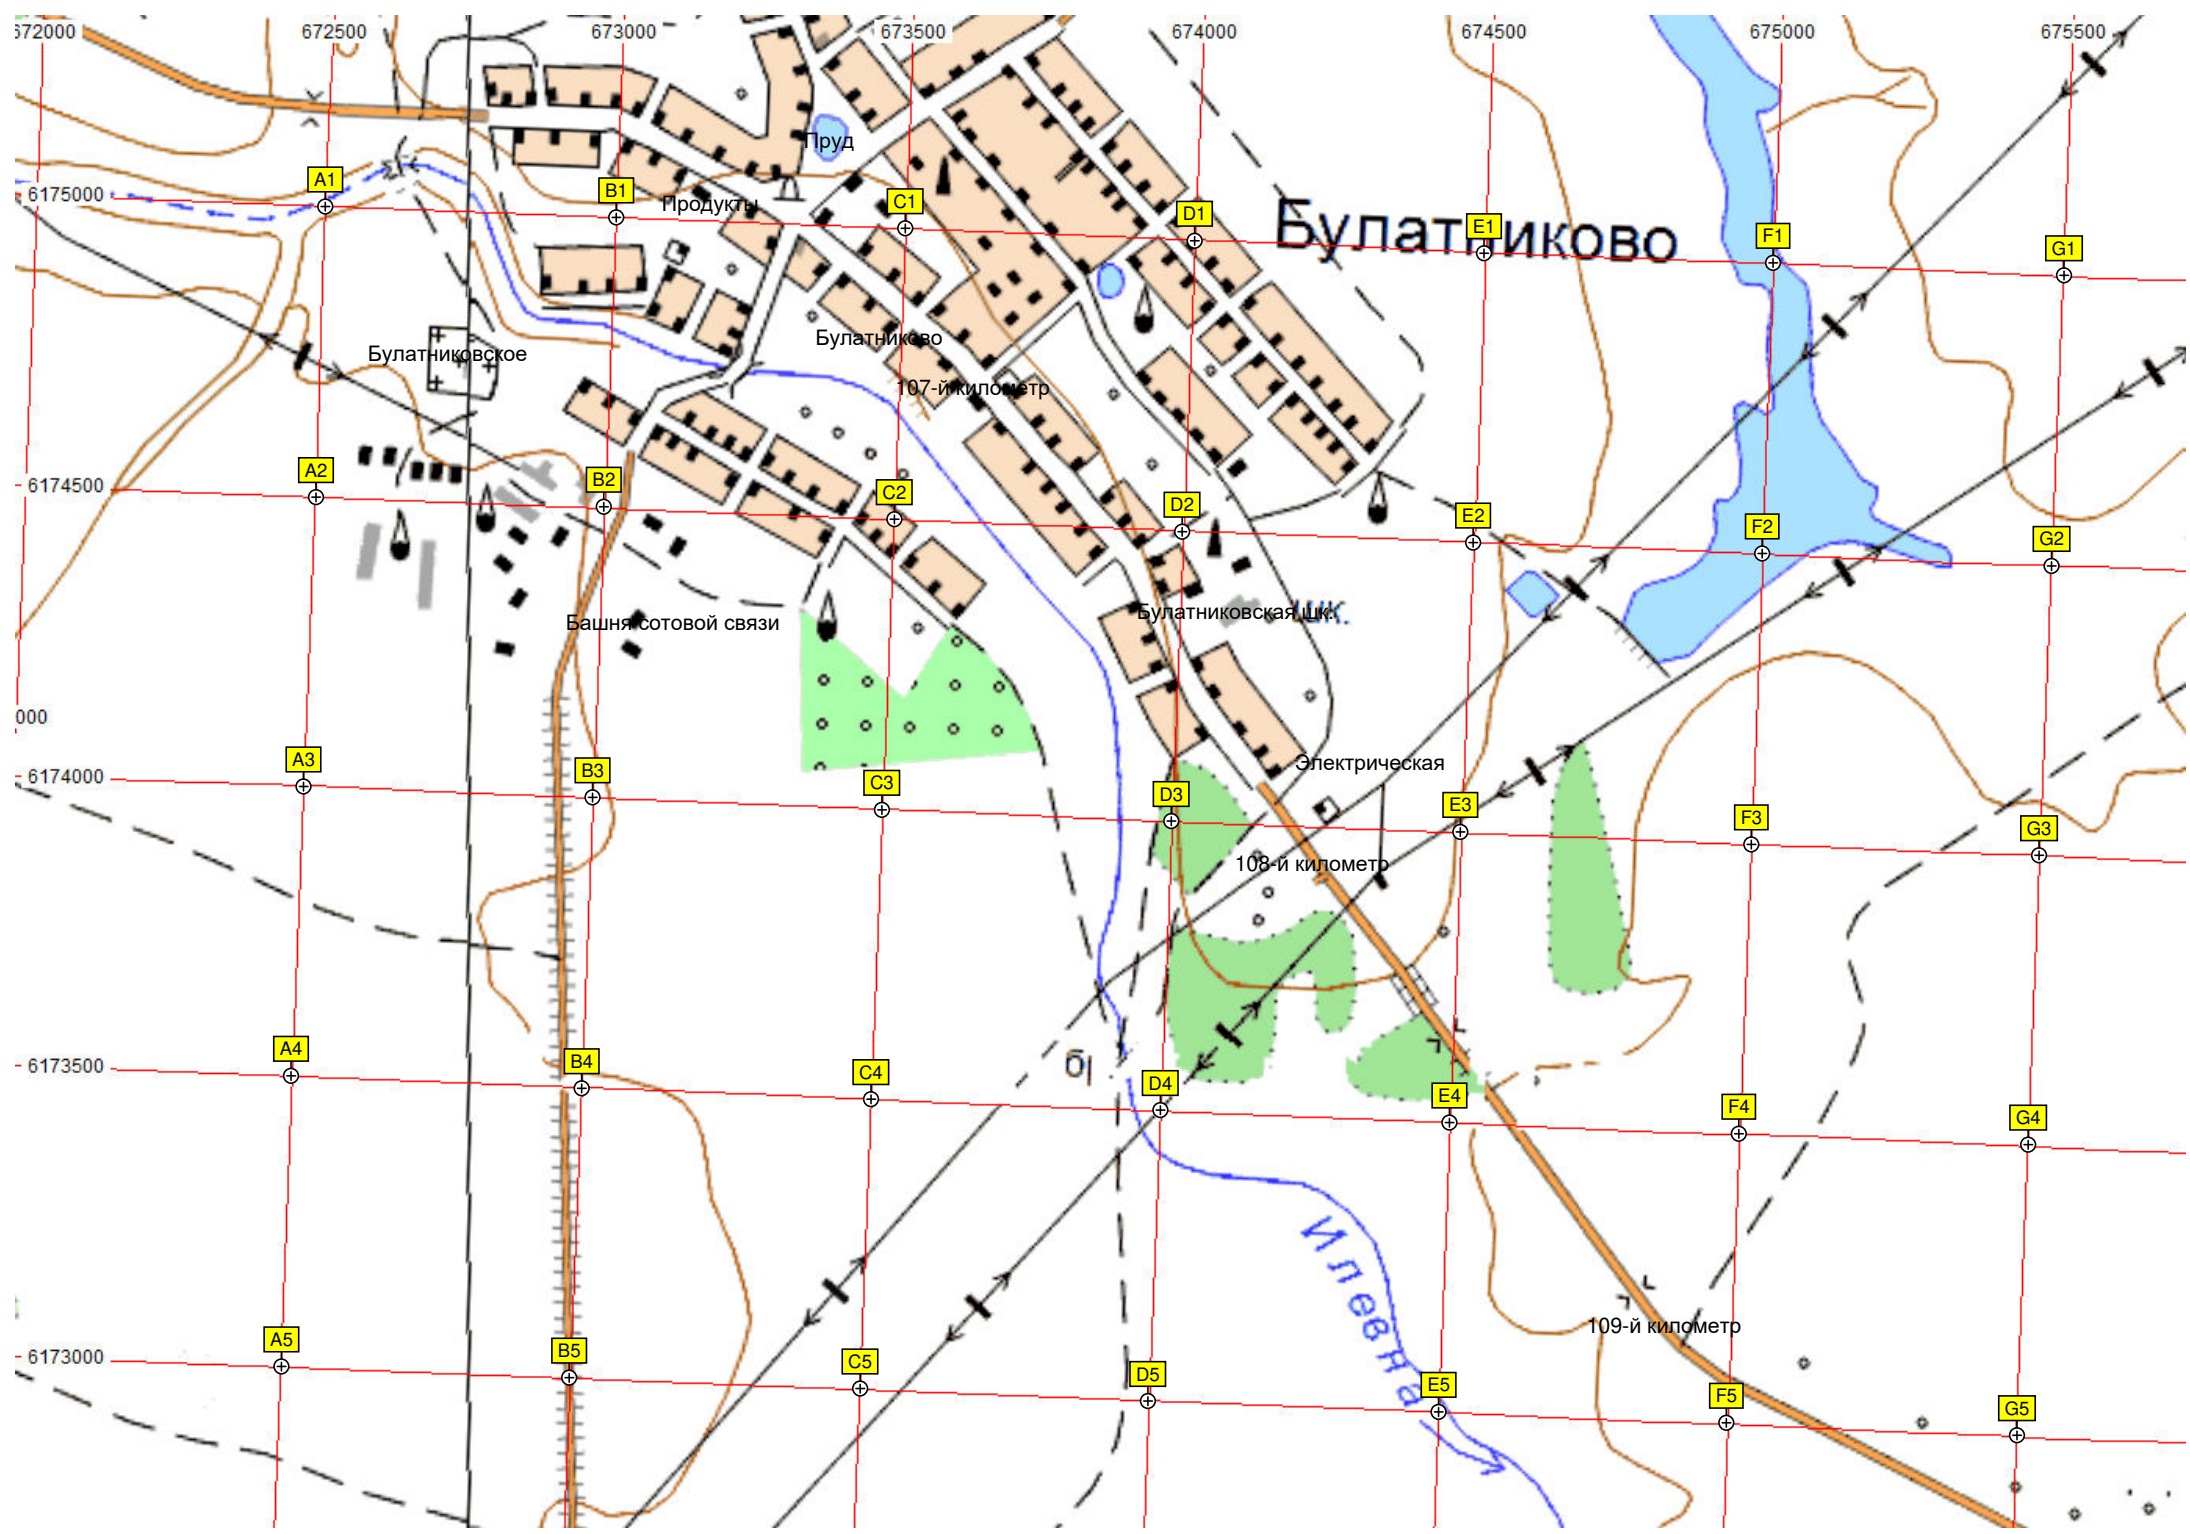 672000 672500 673000 673500 674000 674500 675000 675500
Пруд
A1 B1 C1 D1 E1 F1 G1
6175000
Продукты
Булатниково
Булатниково
Булатниковское
107-й километр
A2 B2 C2 D2 E2 F2 G2
6174500
Булатниковская шк.
шк.
Башня сотовой связи
000
Электрическая
A3 B3 C3 D3 E3 F3 G3
6174000
108-й километр
A4 B4 C4 D4 E4 F4 G4
6173500
Илевна
109-й километр
A5 B5 C5 D5 E5 F5 G5
6173000